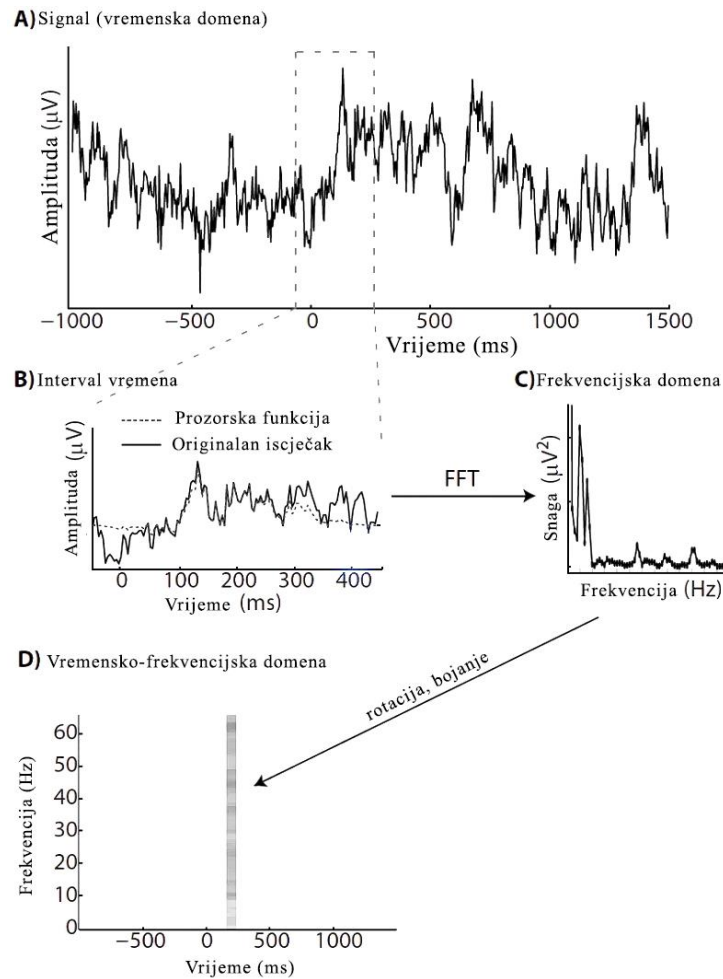 A) Signal (vremenska domena)
Amplituda (μV)
−1000 −500 0 500 1000 1500
Vrijeme (ms)
B) Interval vremena
Prozorska funkcija
Originalan iscječak
Amplituda (μV)
0 100 200 300 400
Vrijeme (ms)
FFT
C) Frekvencijska domena
Snaga (μV²)
Frekvencija (Hz)
rotacija, bojanje
D) Vremensko-frekvencijska domena
Frekvencija (Hz)
60
50
40
30
20
10
0
−500 0 500 1000
Vrijeme (ms)